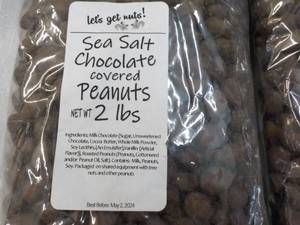 let's get nuts!
Sea Salt
Chocolate
covered
Peanuts
NET WT 2 lbs
Ingredients: Milk Chocolate (Sugar, Unsweetened
Chocolate, Cocoa Butter, Whole Milk Powder,
Soy Lecithin (An Emulsifier) Vanillin (Artificial
Flavor)), Roasted Peanuts (Peanuts, Cottonseed
and/or Peanut Oil, Salt). Contains: Milk, Peanuts,
Soy. Packaged on shared equipment with tree
nuts and other peanuts.
Best Before: May 2, 2024